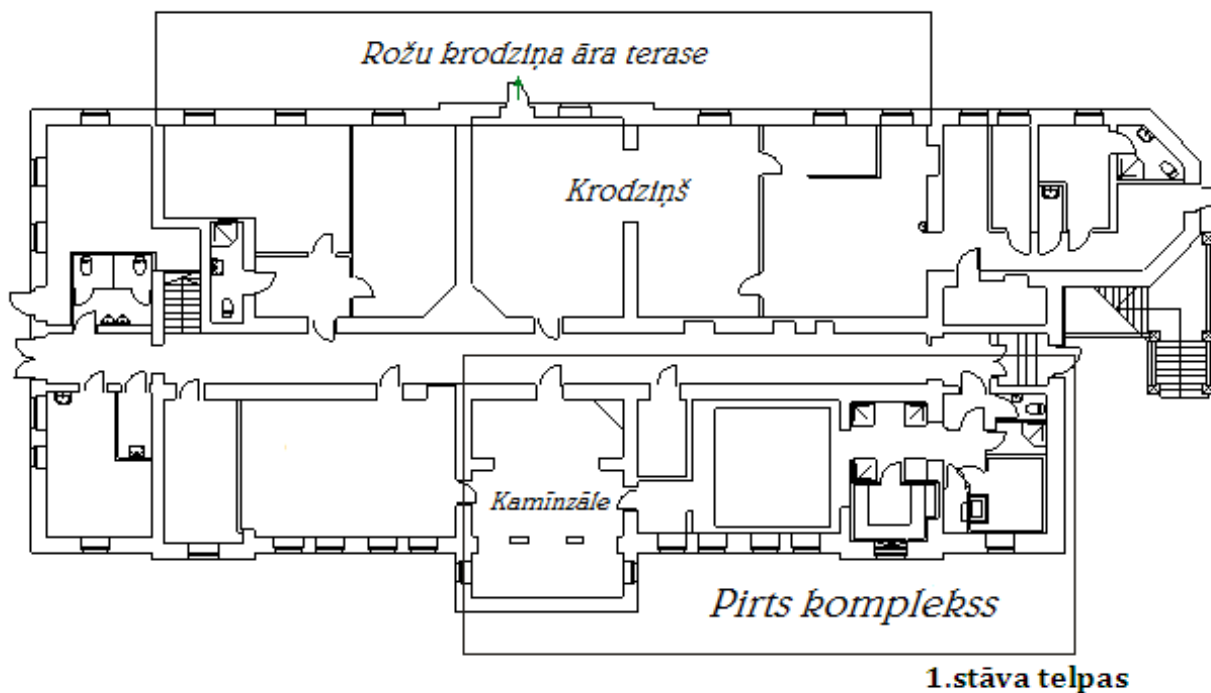 Rožu krodziņa āra terase
Krodziņš
Kamīnzāle
Pirts komplekss
1.stāva telpas